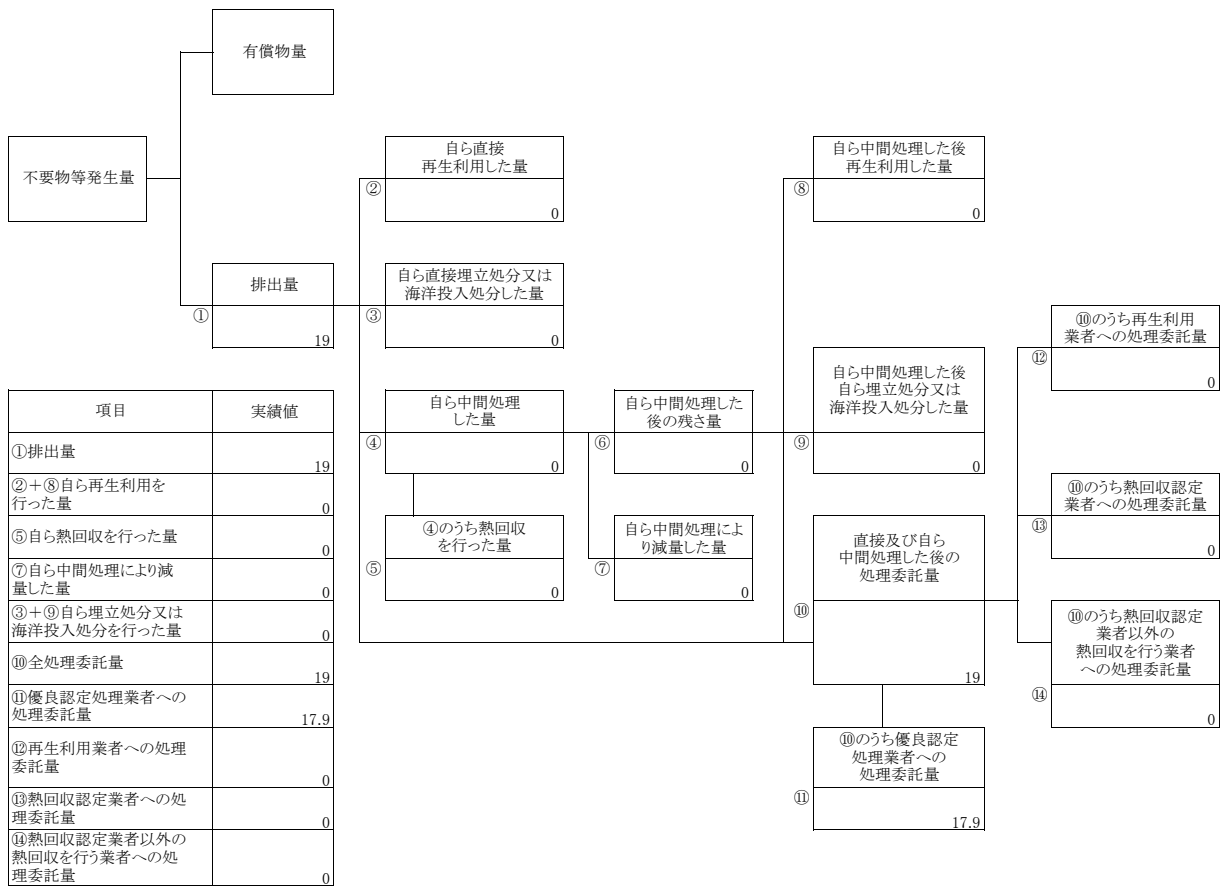 有償物量
不要物等発生量
自ら直接
再生利用した量
②
0
自ら中間処理した後
再生利用した量
⑧
0
排出量
①
19
自ら直接埋立処分又は
海洋投入処分した量
③
0
⑩のうち再生利用
業者への処理委託量
⑫
0
自ら中間処理
した量
④
0
自ら中間処理した
後の残さ量
⑥
0
自ら中間処理した後
自ら埋立処分又は
海洋投入処分した量
⑨
0
⑩のうち熱回収認定
業者への処理委託量
⑬
0
④のうち熱回収
を行った量
⑤
0
自ら中間処理によ
り減量した量
⑦
0
直接及び自ら
中間処理した後の
処理委託量
⑩
19
⑩のうち熱回収認定
業者以外の
熱回収を行う業者
への処理委託量
⑭
0
⑩のうち優良認定
処理業者への
処理委託量
⑪
17.9
項目 実績値
①排出量
19
②+⑧自ら再生利用を
行った量
0
⑤自ら熱回収を行った量
0
⑦自ら中間処理により減
量した量
0
③+⑨自ら埋立処分又は
海洋投入処分を行った量
0
⑩全処理委託量
19
⑪優良認定処理業者への
処理委託量
17.9
⑫再生利用業者への処理
委託量
0
⑬熱回収認定業者への処
理委託量
0
⑭熱回収認定業者以外の
熱回収を行う業者への処
理委託量
0